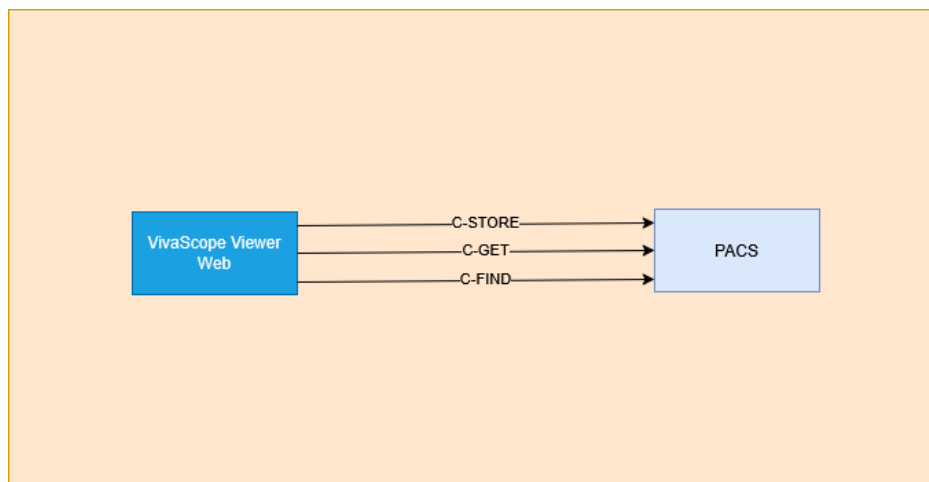 VivaScope Viewer
Web
C-STORE
C-GET
C-FIND
PACS